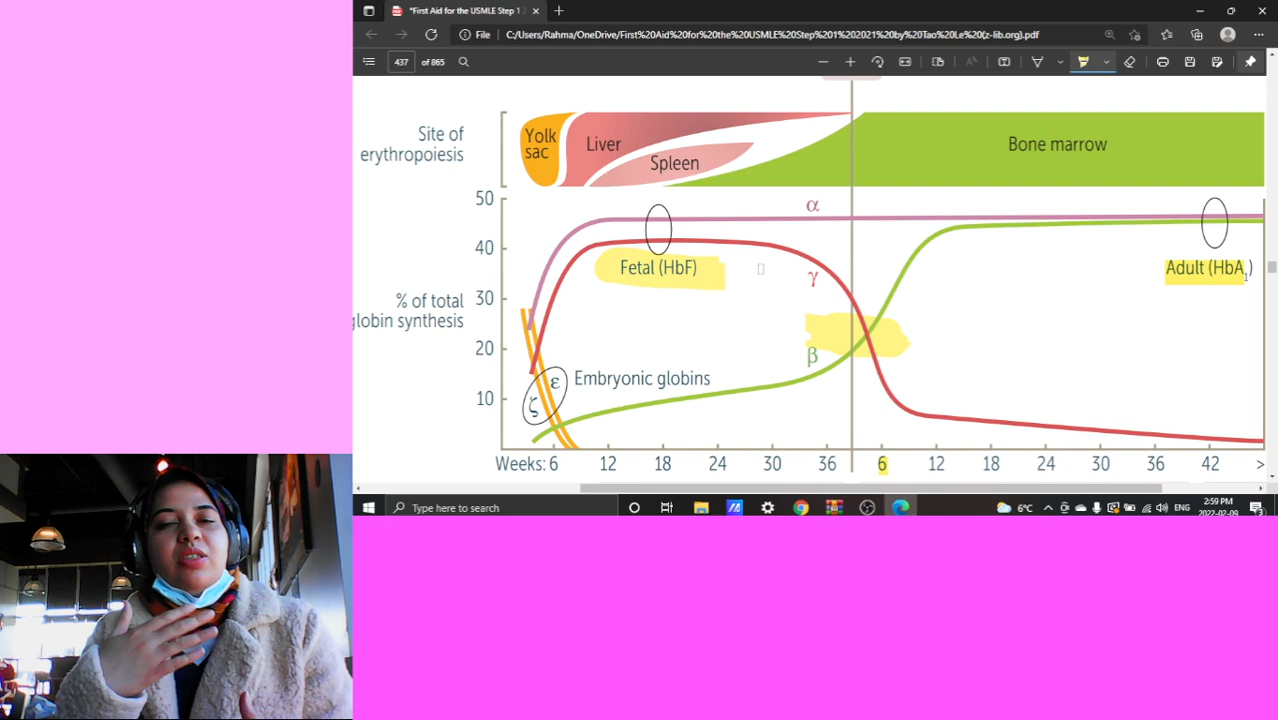 *First Aid for the USMLE Step 1 2
File
C:/Users/Rahma/OneDrive/First%20Aid%20for%20the%20USMLE%20Step%201%202021%20by%20Tao%20Le%20(z-lib.org).pdf
437 of 865
Site of
erythropoiesis
Yolk
sac
Liver
Spleen
Bone marrow
50
40
30
20
10
% of total
globin synthesis
α
Fetal (HbF)
γ
β
Adult (HbA1)
ε
ζ
Embryonic globins
Weeks: 6 12 18 24 30 36 6 12 18 24 30 36 42 >
Type here to search
6°C
ENG
2:59 PM
2022-02-09